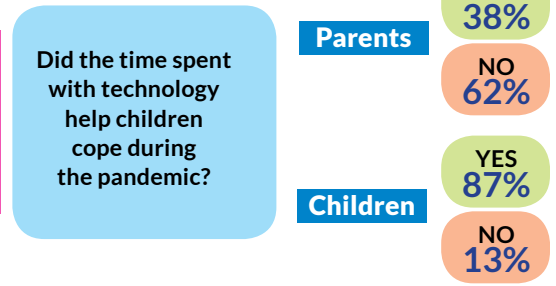 Did the time spent
with technology
help children
cope during
the pandemic?
Parents
38%
NO
62%
Children
YES
87%
NO
13%